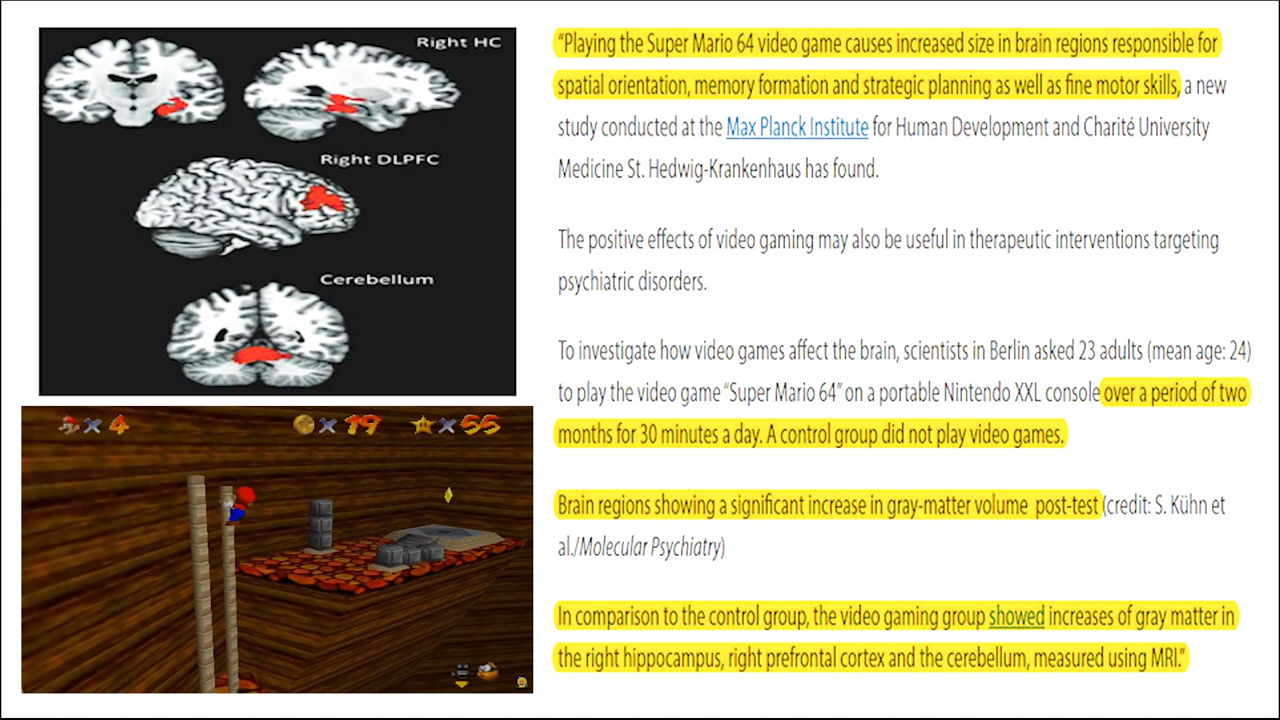 Right HC
Right DLPFC
Cerebellum
× 4
× 19
× 55
“Playing the Super Mario 64 video game causes increased size in brain regions responsible for
spatial orientation, memory formation and strategic planning as well as fine motor skills, a new
study conducted at the Max Planck Institute for Human Development and Charité University
Medicine St. Hedwig-Krankenhaus has found.
The positive effects of video gaming may also be useful in therapeutic interventions targeting
psychiatric disorders.
To investigate how video games affect the brain, scientists in Berlin asked 23 adults (mean age: 24)
to play the video game “Super Mario 64” on a portable Nintendo XXL console over a period of two
months for 30 minutes a day. A control group did not play video games.
Brain regions showing a significant increase in gray-matter volume post-test (credit: S. Kühn et
al./Molecular Psychiatry)
In comparison to the control group, the video gaming group showed increases of gray matter in
the right hippocampus, right prefrontal cortex and the cerebellum, measured using MRI.”